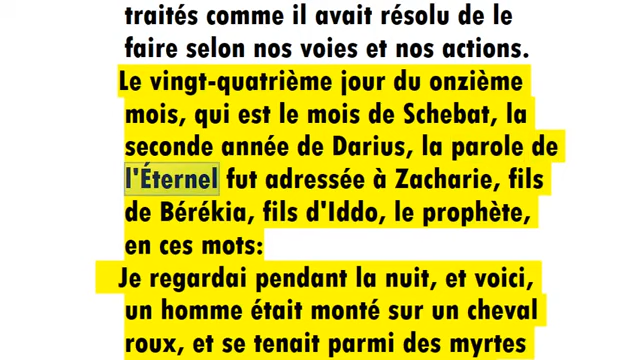 traités comme il avait résolu de le
faire selon nos voies et nos actions.
Le vingt-quatrième jour du onzième
mois, qui est le mois de Schebat, la
seconde année de Darius, la parole de
l'Éternel fut adressée à Zacharie, fils
de Bérékia, fils d'Iddo, le prophète,
en ces mots:
Je regardai pendant la nuit, et voici,
un homme était monté sur un cheval
roux, et se tenait parmi des myrtes